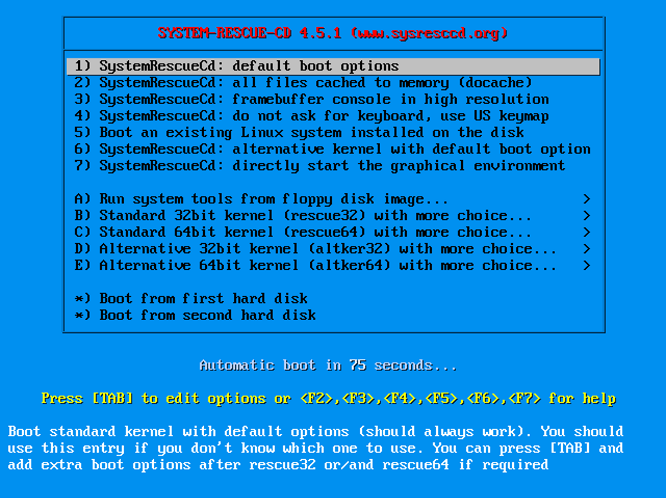 SYSTEM-RESCUE-CD 4.5.1 (www.sysresccd.org)
1) SystemRescueCd: default boot options
2) SystemRescueCd: all files cached to memory (docache)
3) SystemRescueCd: framebuffer console in high resolution
4) SystemRescueCd: do not ask for keyboard, use US keymap
5) Boot an existing Linux system installed on the disk
6) SystemRescueCd: alternative kernel with default boot option
7) SystemRescueCd: directly start the graphical environment
A) Run system tools from floppy disk image... >
B) Standard 32bit kernel (rescue32) with more choice... >
C) Standard 64bit kernel (rescue64) with more choice... >
D) Alternative 32bit kernel (altker32) with more choice... >
E) Alternative 64bit kernel (altker64) with more choice... >
*) Boot from first hard disk
*) Boot from second hard disk
Automatic boot in 75 seconds...
Press [TAB] to edit options or <F2>,<F3>,<F4>,<F5>,<F6>,<F7> for help
Boot standard kernel with default options (should always work). You should
use this entry if you don't know which one to use. You can press [TAB] and
add extra boot options after rescue32 or/and rescue64 if required